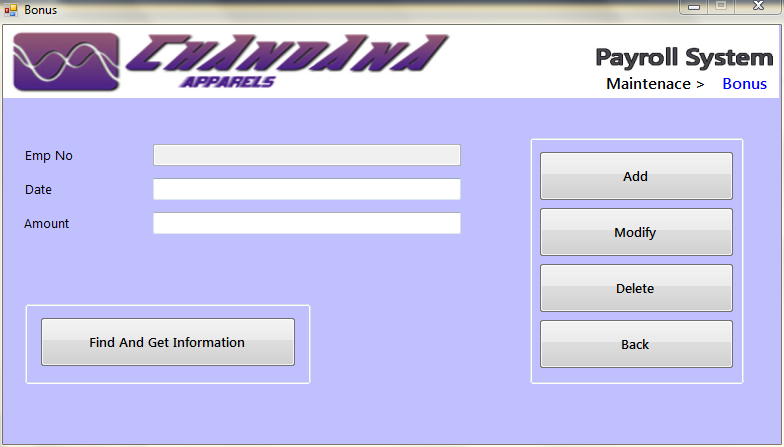 Bonus
CHANDANA
APPARELS
Payroll System
Maintenace > Bonus
Emp No
Date
Amount
Add
Modify
Delete
Back
Find And Get Information